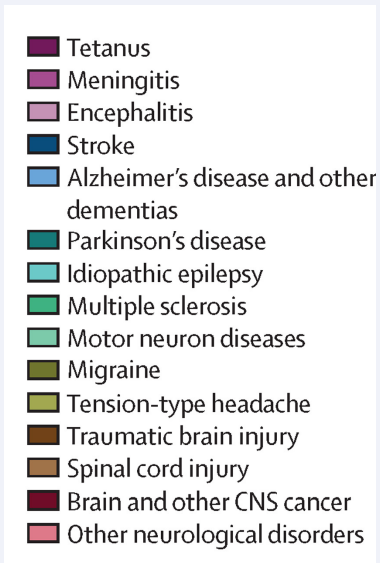 Tetanus
Meningitis
Encephalitis
Stroke
Alzheimer's disease and other
dementias
Parkinson's disease
Idiopathic epilepsy
Multiple sclerosis
Motor neuron diseases
Migraine
Tension-type headache
Traumatic brain injury
Spinal cord injury
Brain and other CNS cancer
Other neurological disorders